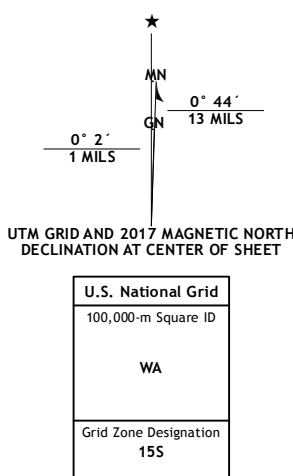 ★
MN
0° 44´
13 MILS
GN
0° 2´
1 MILS
UTM GRID AND 2017 MAGNETIC NORTH
DECLINATION AT CENTER OF SHEET
U.S. National Grid
100,000-m Square ID
WA
Grid Zone Designation
15S